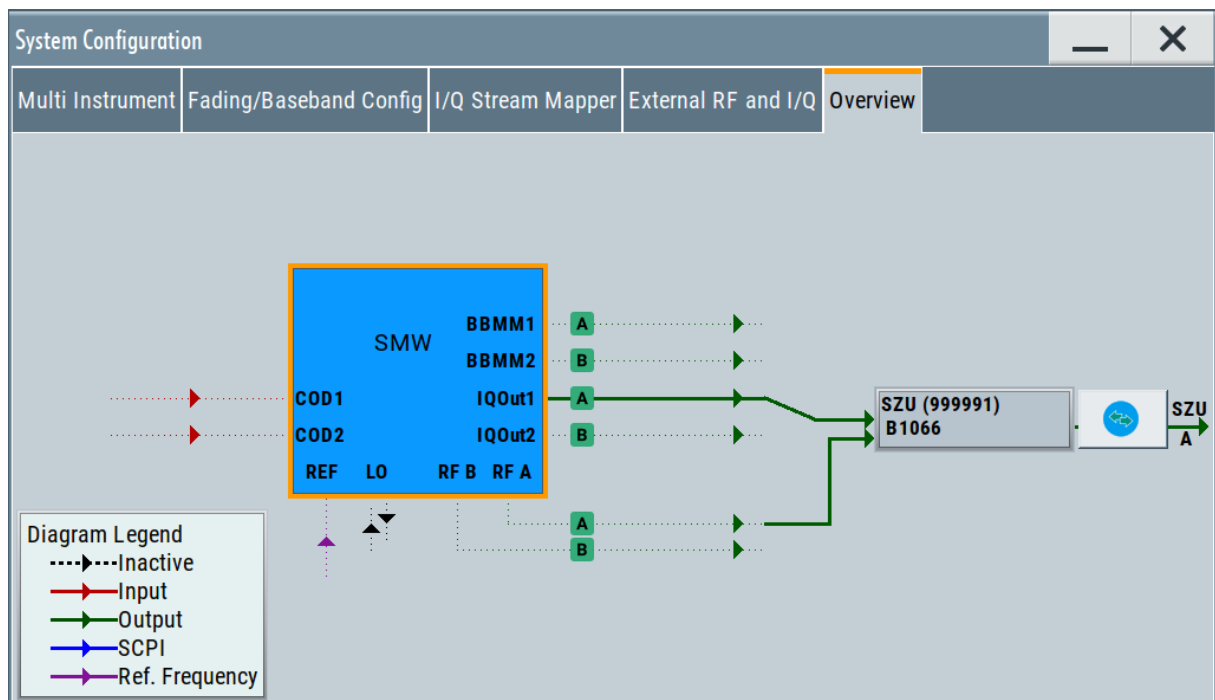 System Configuration
Multi Instrument
Fading/Baseband Config
I/Q Stream Mapper
External RF and I/Q
Overview
SMW
BBMM1
A
BBMM2
B
COD1
IQOut1
A
COD2
IQOut2
B
REF
LO
RF B
RF A
A
B
SZU (999991)
B1066
SZU
A
Diagram Legend
Inactive
Input
Output
SCPI
Ref. Frequency